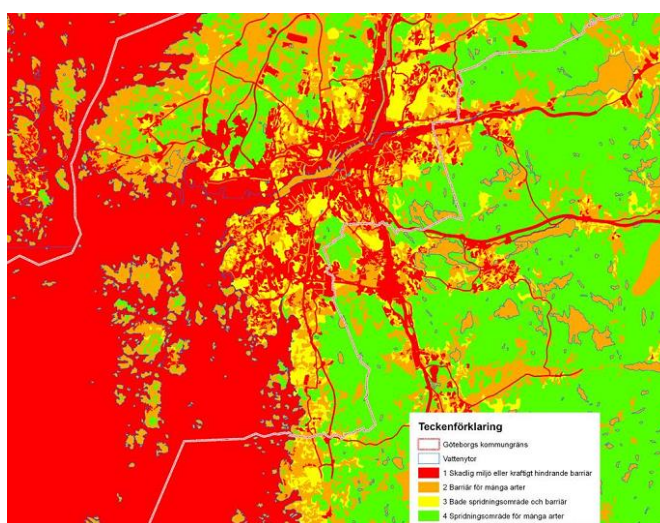 Teckenförklaring
Göteborgs kommungräns
Vattenytor
1 Skadlig miljö eller kraftigt hindrande barriär
2 Barriär för många arter
3 Både spridningsområde och barriär
4 Spridningsområde för många arter